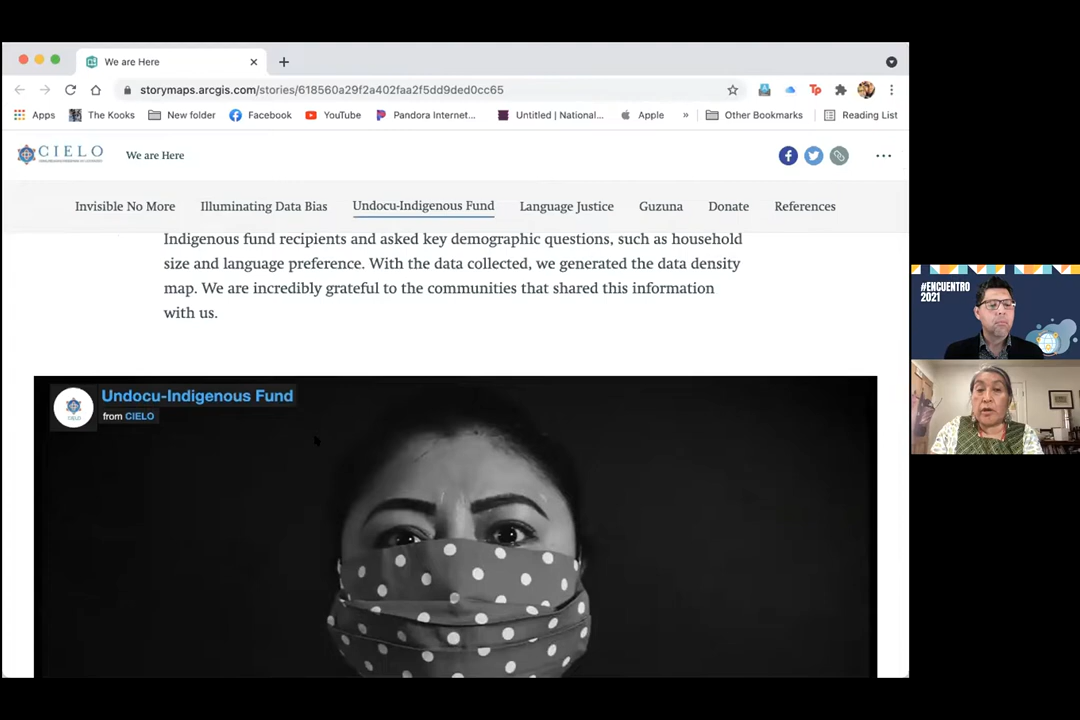 We are Here
storymaps.arcgis.com/stories/618560a29f2a402faa2f5dd9ded0cc65
Apps The Kooks New folder Facebook YouTube Pandora Internet... Untitled | National... Apple » Other Bookmarks Reading List
CIELO We are Here
Invisible No More Illuminating Data Bias Undocu-Indigenous Fund Language Justice Guzuna Donate References
Indigenous fund recipients and asked key demographic questions, such as household
size and language preference. With the data collected, we generated the data density
map. We are incredibly grateful to the communities that shared this information
with us.
Undocu-Indigenous Fund
from CIELO
#ENCUENTRO
2021